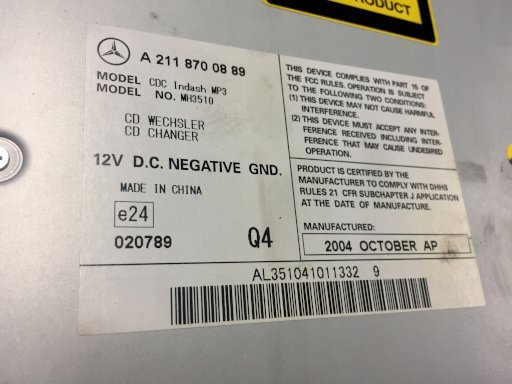 PRODUCT
A 211 870 08 89
MODEL CDC Indash MP3
MODEL NO. MH3510
CD WECHSLER
CD CHANGER
12V D.C. NEGATIVE GND.
MADE IN CHINA
e24
020789 Q4
THIS DEVICE COMPLIES WITH PART 15 OF
THE FCC RULES. OPERATION IS SUBJECT
TO THE FOLLOWING TWO CONDITIONS:
(1) THIS DEVICE MAY NOT CAUSE HARMFUL
INTERFERENCE.
(2) THIS DEVICE MUST ACCEPT ANY INTER-
FERENCE RECEIVED INCLUDING INTER-
FERENCE THAT MAY CAUSE UNDESIRED
OPERATION.
PRODUCT IS CERTIFIED BY THE
MANUFACTURER TO COMPLY WITH DHHS
RULES 21 CFR SUBCHAPTER J APPLICATION
AT THE DATE OF MANUFACTURE.
MANUFACTURED:
2004 OCTOBER AP
AL351041011332 9